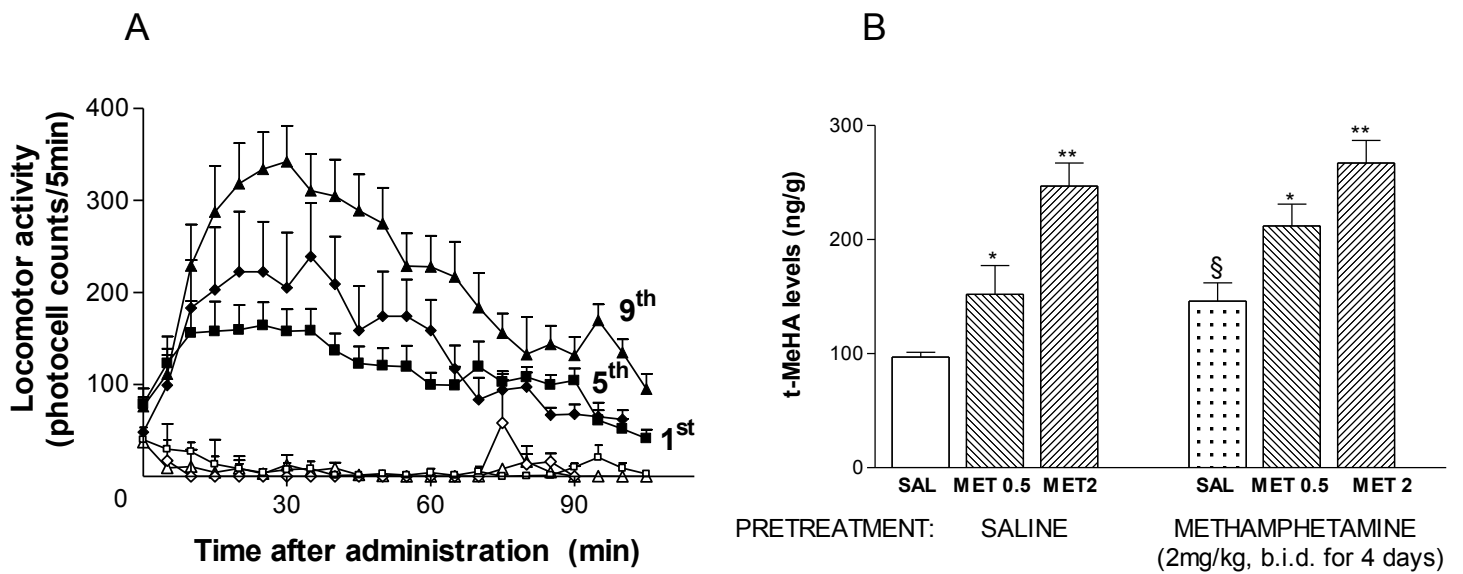 A
Locomotor activity
(photocell counts/5min)
400
300
200
100
0
30
60
90
9th
5th
1st
Time after administration (min)
B
t-MeHA levels (ng/g)
300
200
100
0
*
**
§
*
**
SAL MET 0.5 MET2
SAL MET 0.5 MET 2
PRETREATMENT: SALINE METHAMPHETAMINE
(2mg/kg, b.i.d. for 4 days)